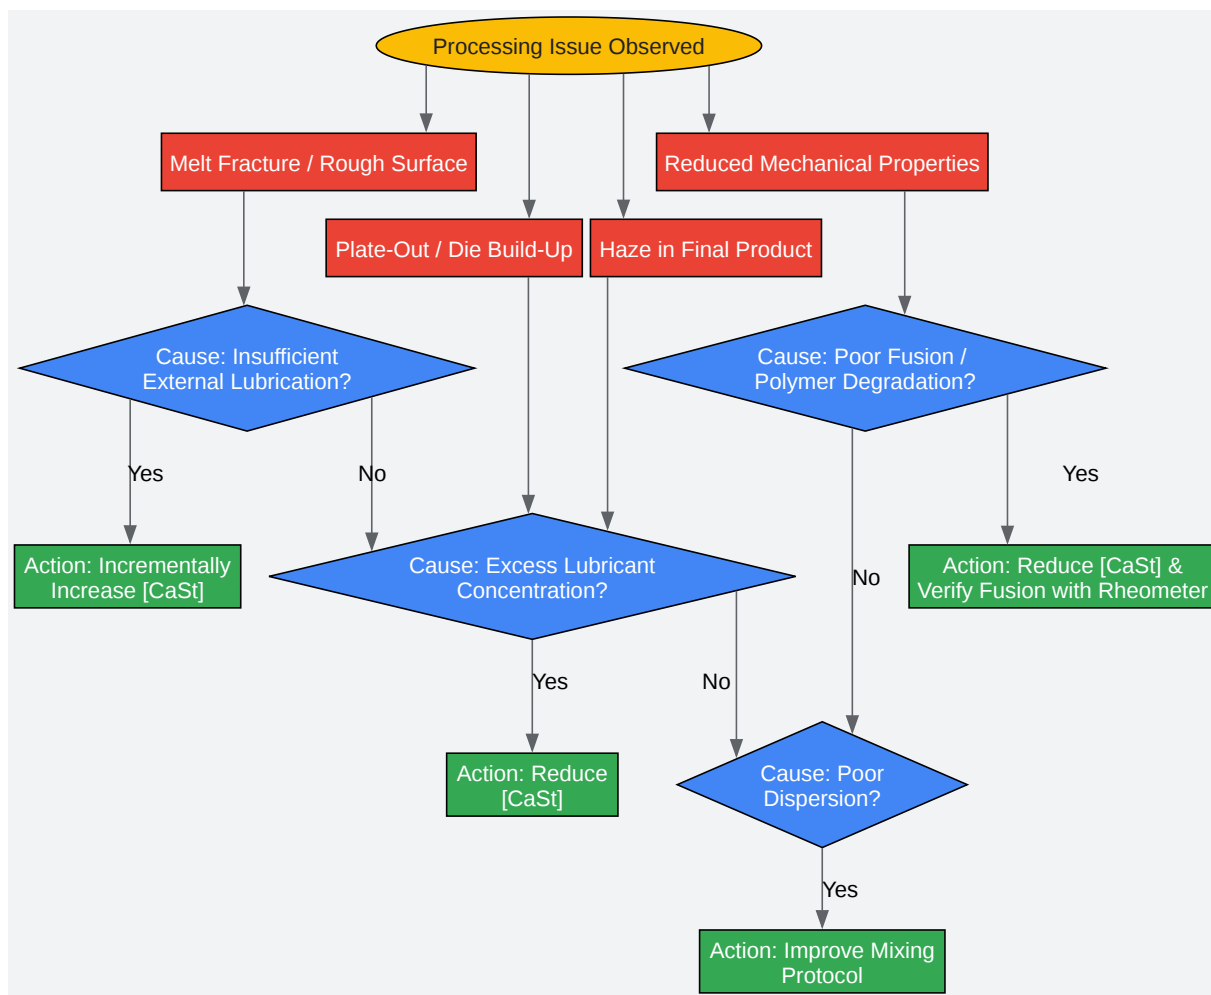 Processing Issue Observed
Melt Fracture / Rough Surface
Reduced Mechanical Properties
Plate-Out / Die Build-Up
Haze in Final Product
Cause: Insufficient
External Lubrication?
Cause: Poor Fusion /
Polymer Degradation?
Yes
No
Yes
Action: Incrementally
Increase [CaSt]
Cause: Excess Lubricant
Concentration?
No
Action: Reduce [CaSt] &
Verify Fusion with Rheometer
Yes
No
Action: Reduce
[CaSt]
Cause: Poor
Dispersion?
Yes
Action: Improve Mixing
Protocol